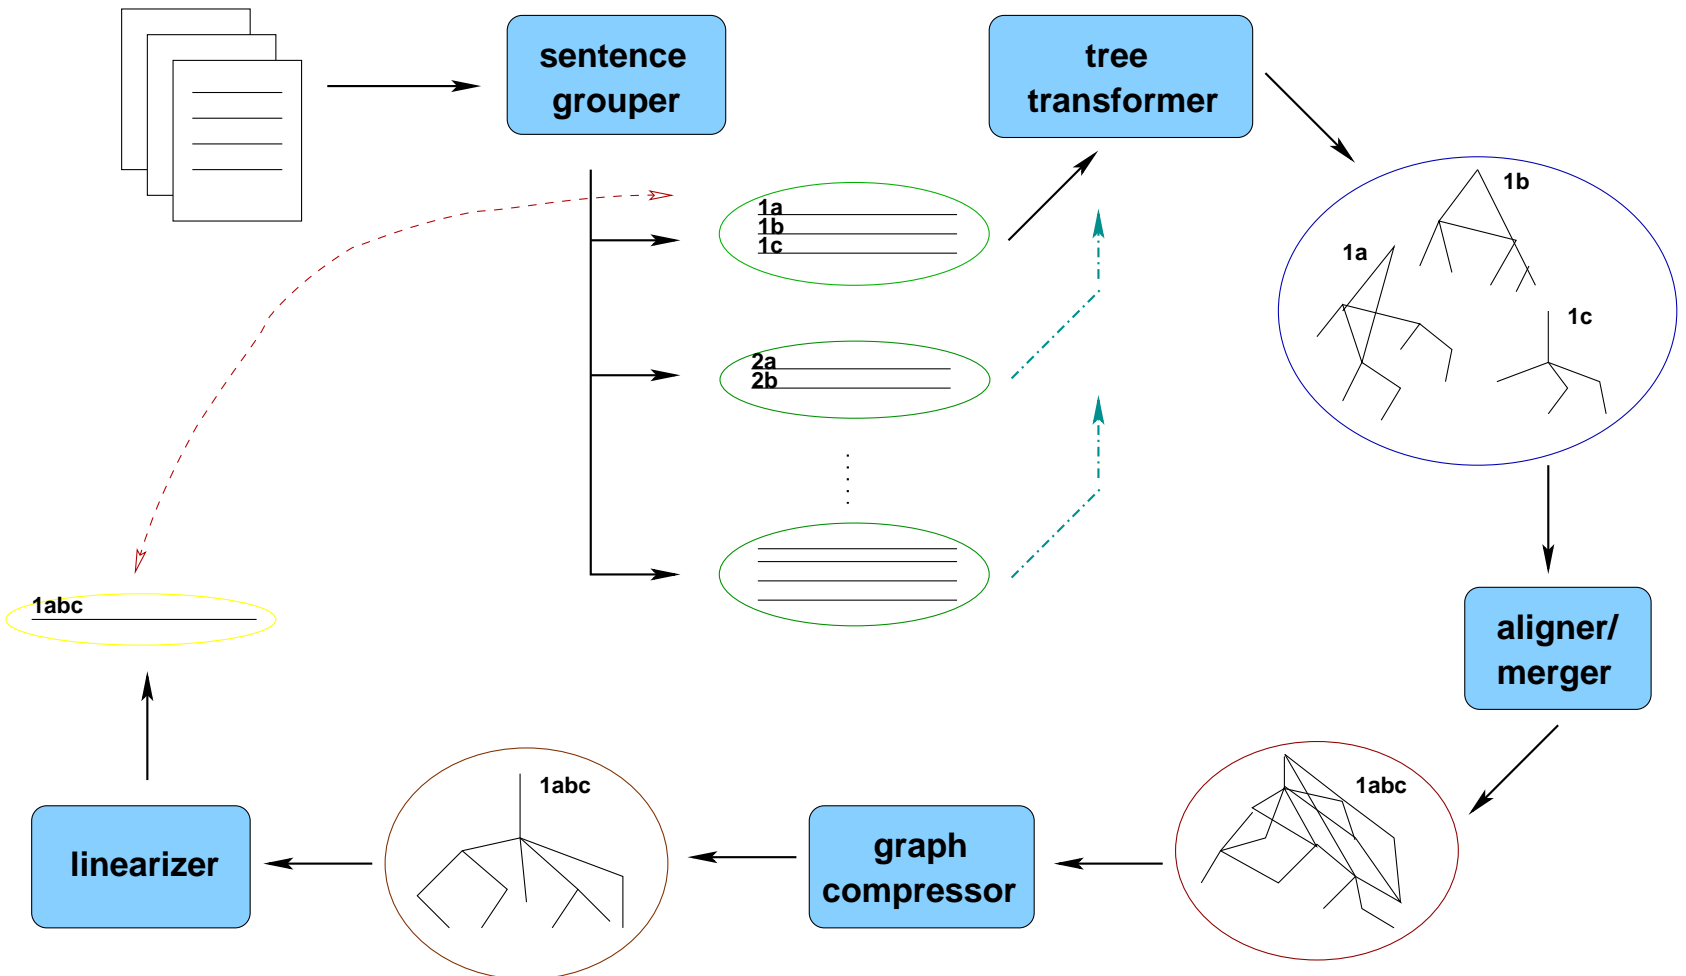 sentence
grouper
tree
transformer
1a
1b
1c
2a
2b
1b
1a
1c
aligner/
merger
1abc
graph
compressor
1abc
linearizer
1abc